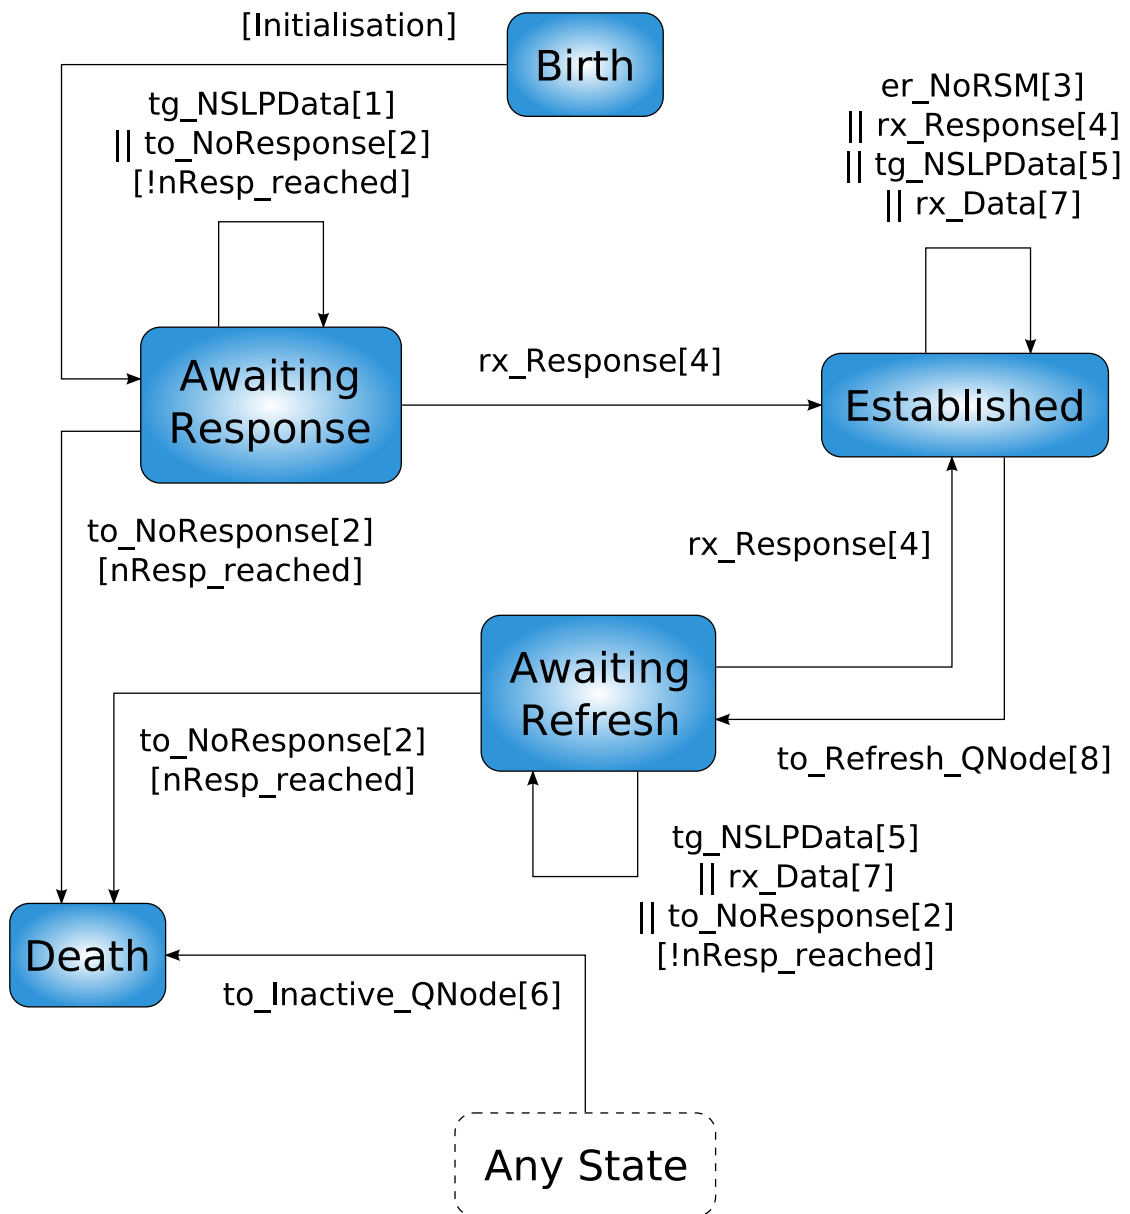 [Initialisation]
Birth
tg_NSLPData[1]
|| to_NoResponse[2]
[!nResp_reached]
er_NoRSM[3]
|| rx_Response[4]
|| tg_NSLPData[5]
|| rx_Data[7]
Awaiting
Response
rx_Response[4]
Established
to_NoResponse[2]
[nResp_reached]
rx_Response[4]
Awaiting
Refresh
to_NoResponse[2]
[nResp_reached]
to_Refresh_QNode[8]
tg_NSLPData[5]
|| rx_Data[7]
|| to_NoResponse[2]
[!nResp_reached]
Death
to_Inactive_QNode[6]
Any State